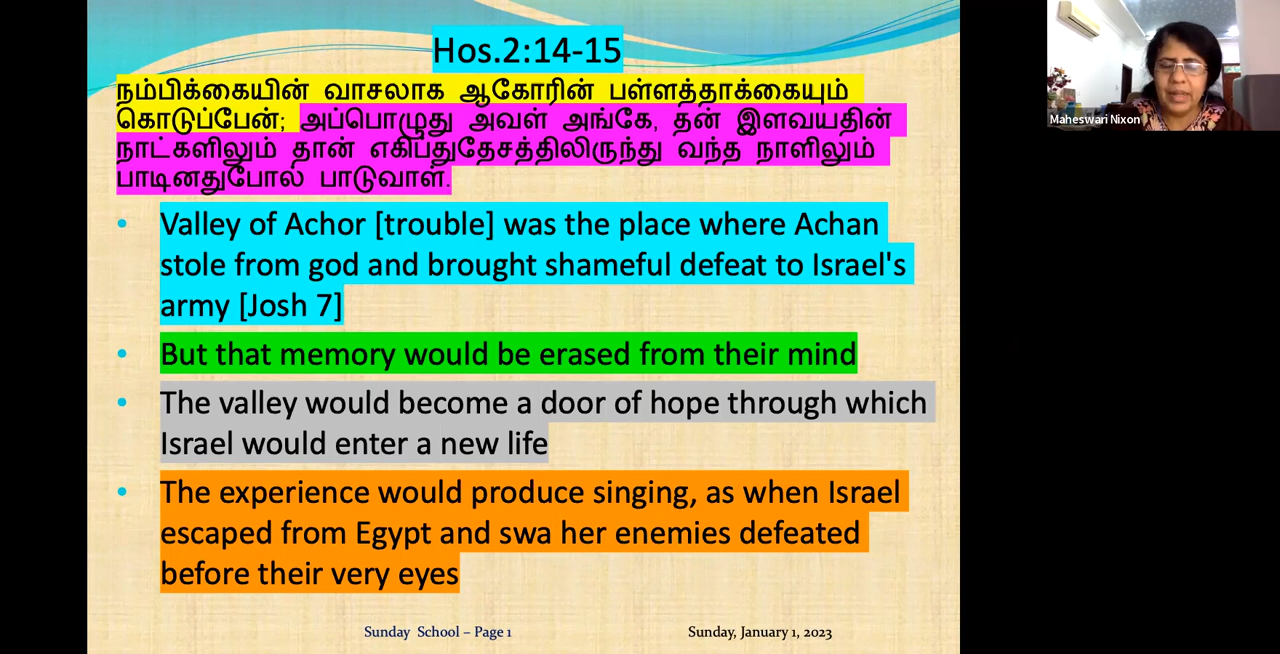 Hos.2:14-15
நம்பிக்கையின் வாசலாக ஆகோரின் பள்ளத்தாக்கையும்
கொடுப்பேன்; அப்பொழுது அவள் அங்கே, தன் இளவயதின்
நாட்களிலும் தான் எகிப்துதேசத்திலிருந்து வந்த நாளிலும்
பாடினதுபோல் பாடுவாள்.
• Valley of Achor [trouble] was the place where Achan
stole from god and brought shameful defeat to Israel's
army [Josh 7]
• But that memory would be erased from their mind
• The valley would become a door of hope through which
Israel would enter a new life
• The experience would produce singing, as when Israel
escaped from Egypt and swa her enemies defeated
before their very eyes
Sunday School – Page 1
Sunday, January 1, 2023
Maheswari Nixon